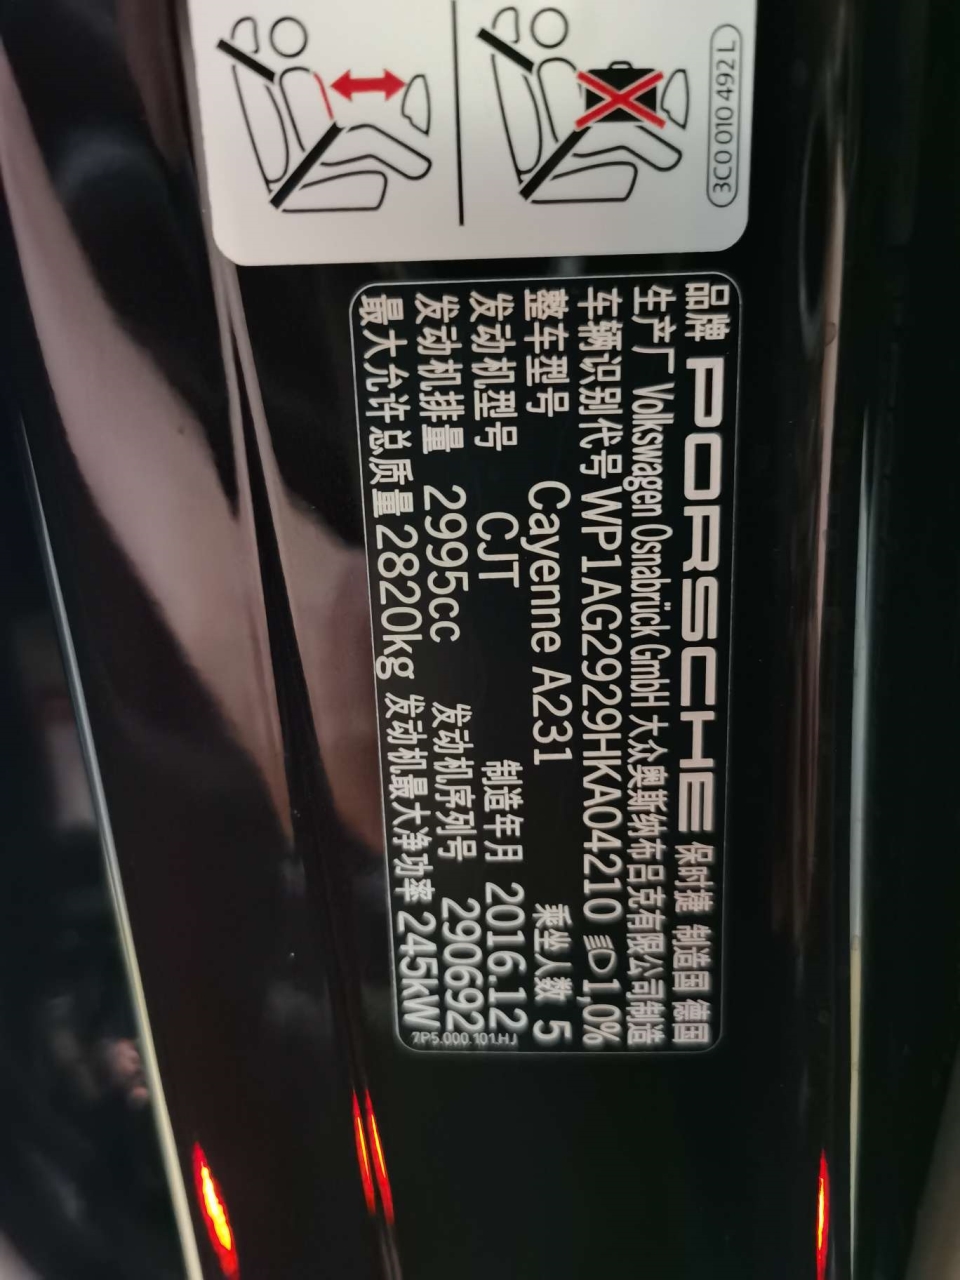 3C0 010 492 L
品牌 PORSCHE 保时捷 制造国 德国
生产厂 Volkswagen Osnabrück GmbH 大众奥斯纳布吕克有限公司制造
车辆识别代号 WP1AG2929HKA04210 1,0%
整车型号 Cayenne A231 乘坐人数 5
发动机型号 CJT 制造年月 2016.12
发动机排量 2995cc 发动机序列号 290692
最大允许总质量 2820kg 发动机最大净功率 245kW
7P5.000.101.HJ